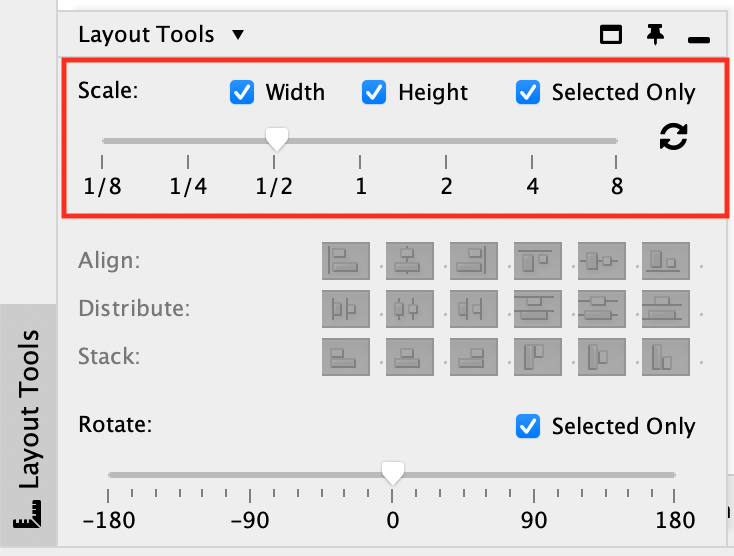 Layout Tools
Scale:
Width
Height
Selected Only
1/8 1/4 1/2 1 2 4 8
Align:
Distribute:
Stack:
Rotate:
Selected Only
-180 -90 0 90 180
Layout Tools